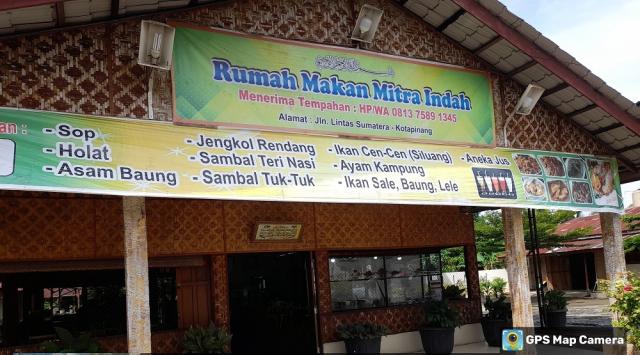 Rumah Makan Mitra Indah
Menerima Tempahan : HP/WA 0813 7589 1345
Alamat : Jln. Lintas Sumatera - Kotapinang
an :
- Sop
- Holat
- Asam Baung
- Jengkol Rendang
- Sambal Teri Nasi
- Sambal Tuk-Tuk
- Ikan Cen-Cen (Siluang)
- Ayam Kampung
- Ikan Sale, Baung, Lele
- Aneka Jus
GPS Map Camera